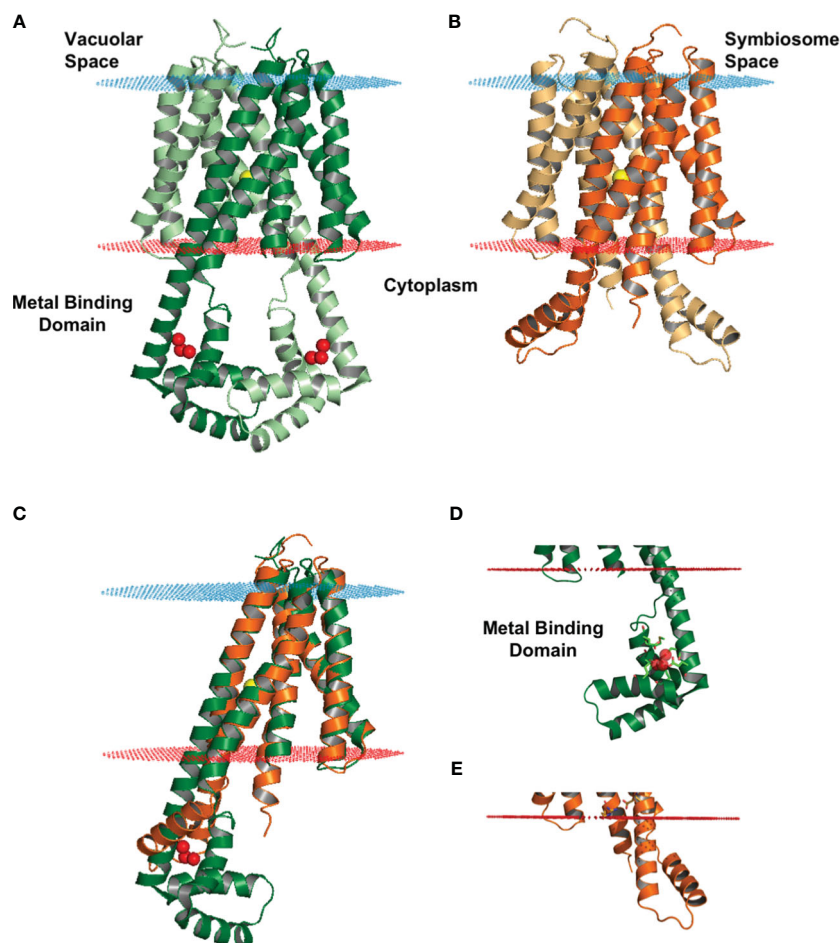 A
Vacuolar
Space
Metal Binding
Domain
Cytoplasm
B
Symbiosome
Space
C
D
Metal Binding
Domain
E